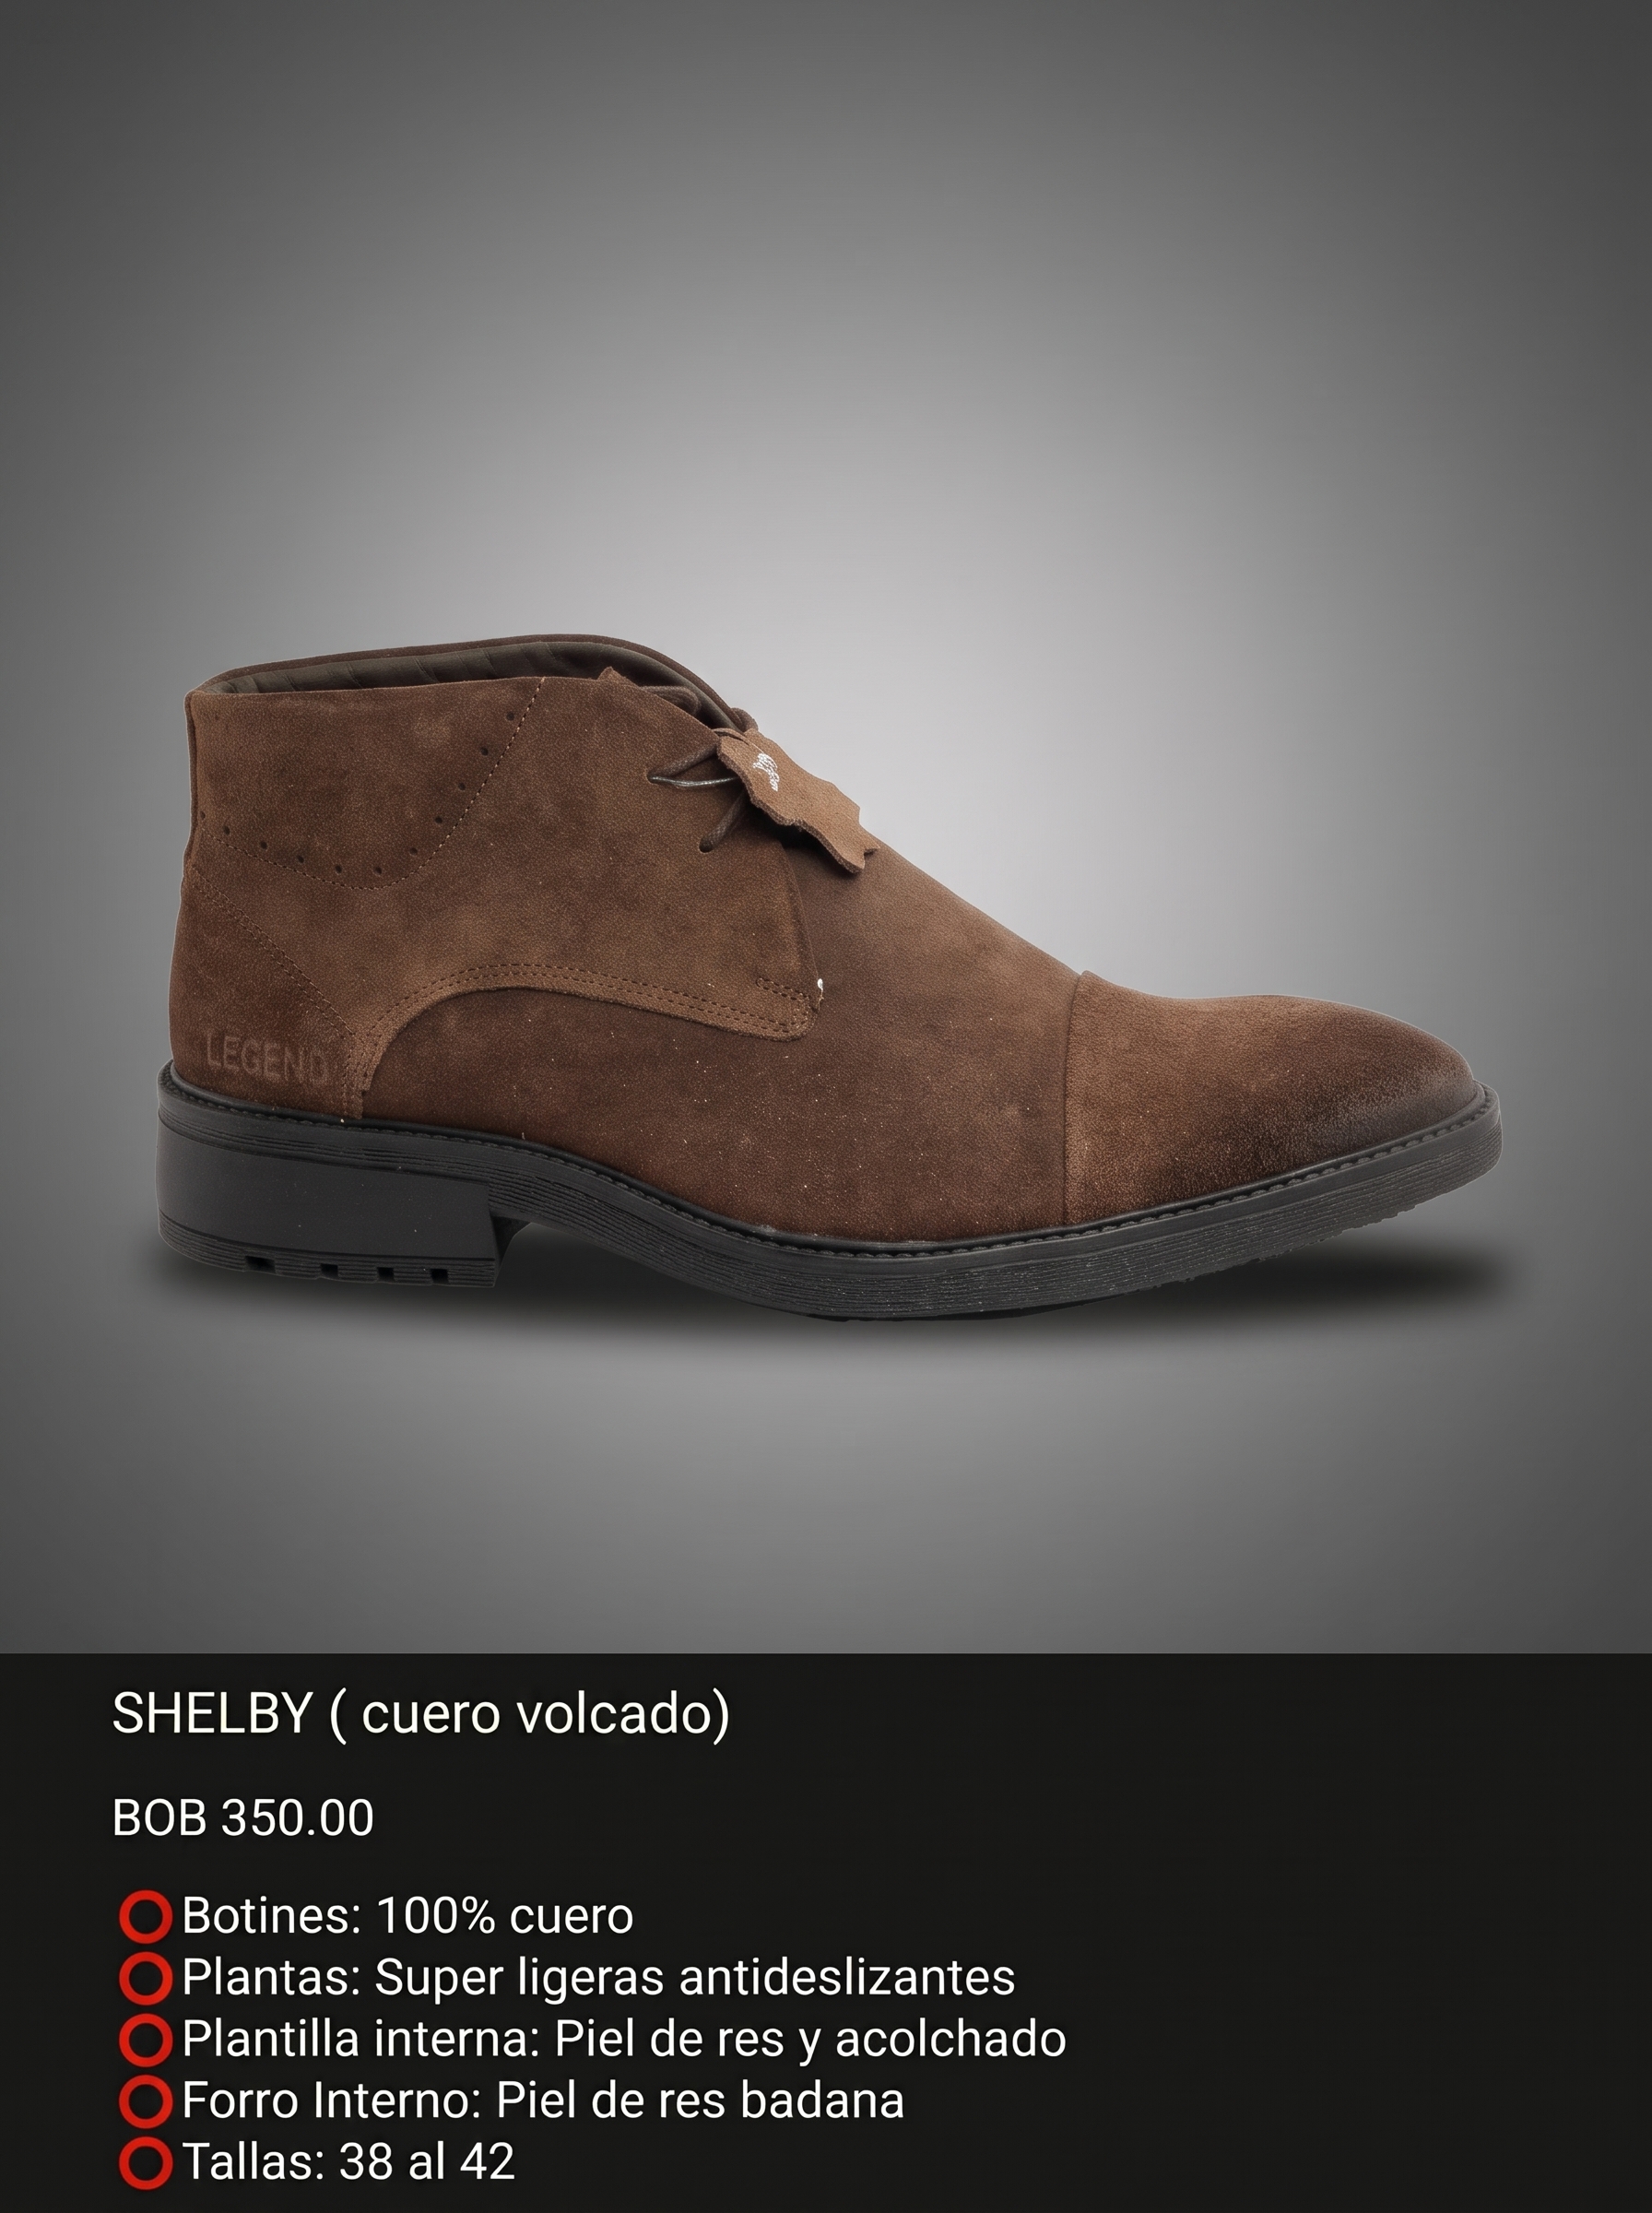 LEGEND
SHELBY ( cuero volcado)
BOB 350.00
⭕Botines: 100% cuero
⭕Plantas: Super ligeras antideslizantes
⭕Plantilla interna: Piel de res y acolchado
⭕Forro Interno: Piel de res badana
⭕Tallas: 38 al 42